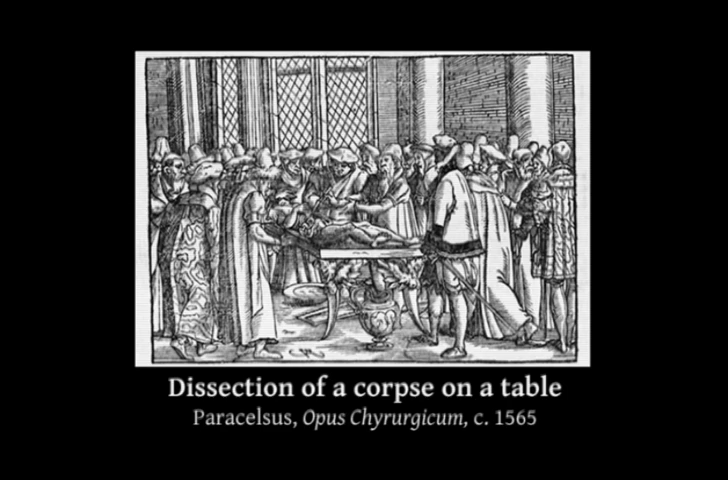 Dissection of a corpse on a table
Paracelsus, Opus Chyrurgicum, c. 1565